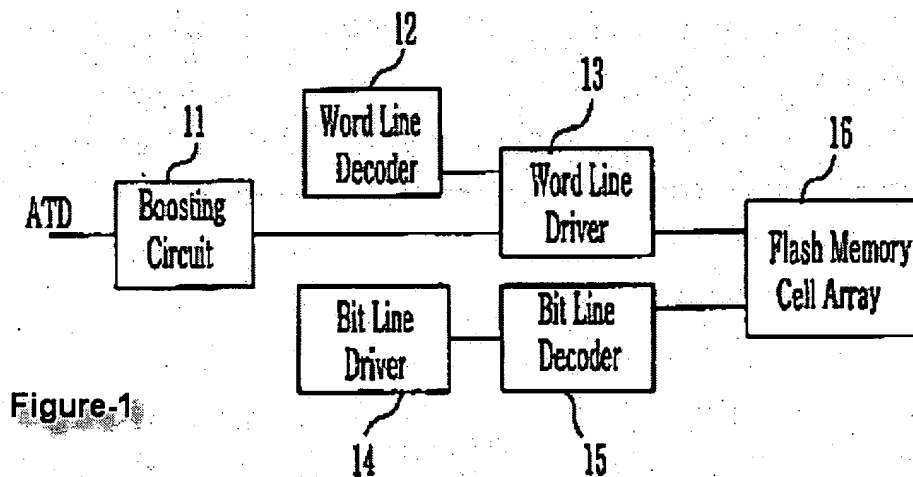 12
Word Line
Decoder
13
Word Line
Driver
16
Flash Memory
Cell Array
11
ATD
Boosting
Circuit
Bit Line
Driver
14
Bit Line
Decoder
15
Figure-1